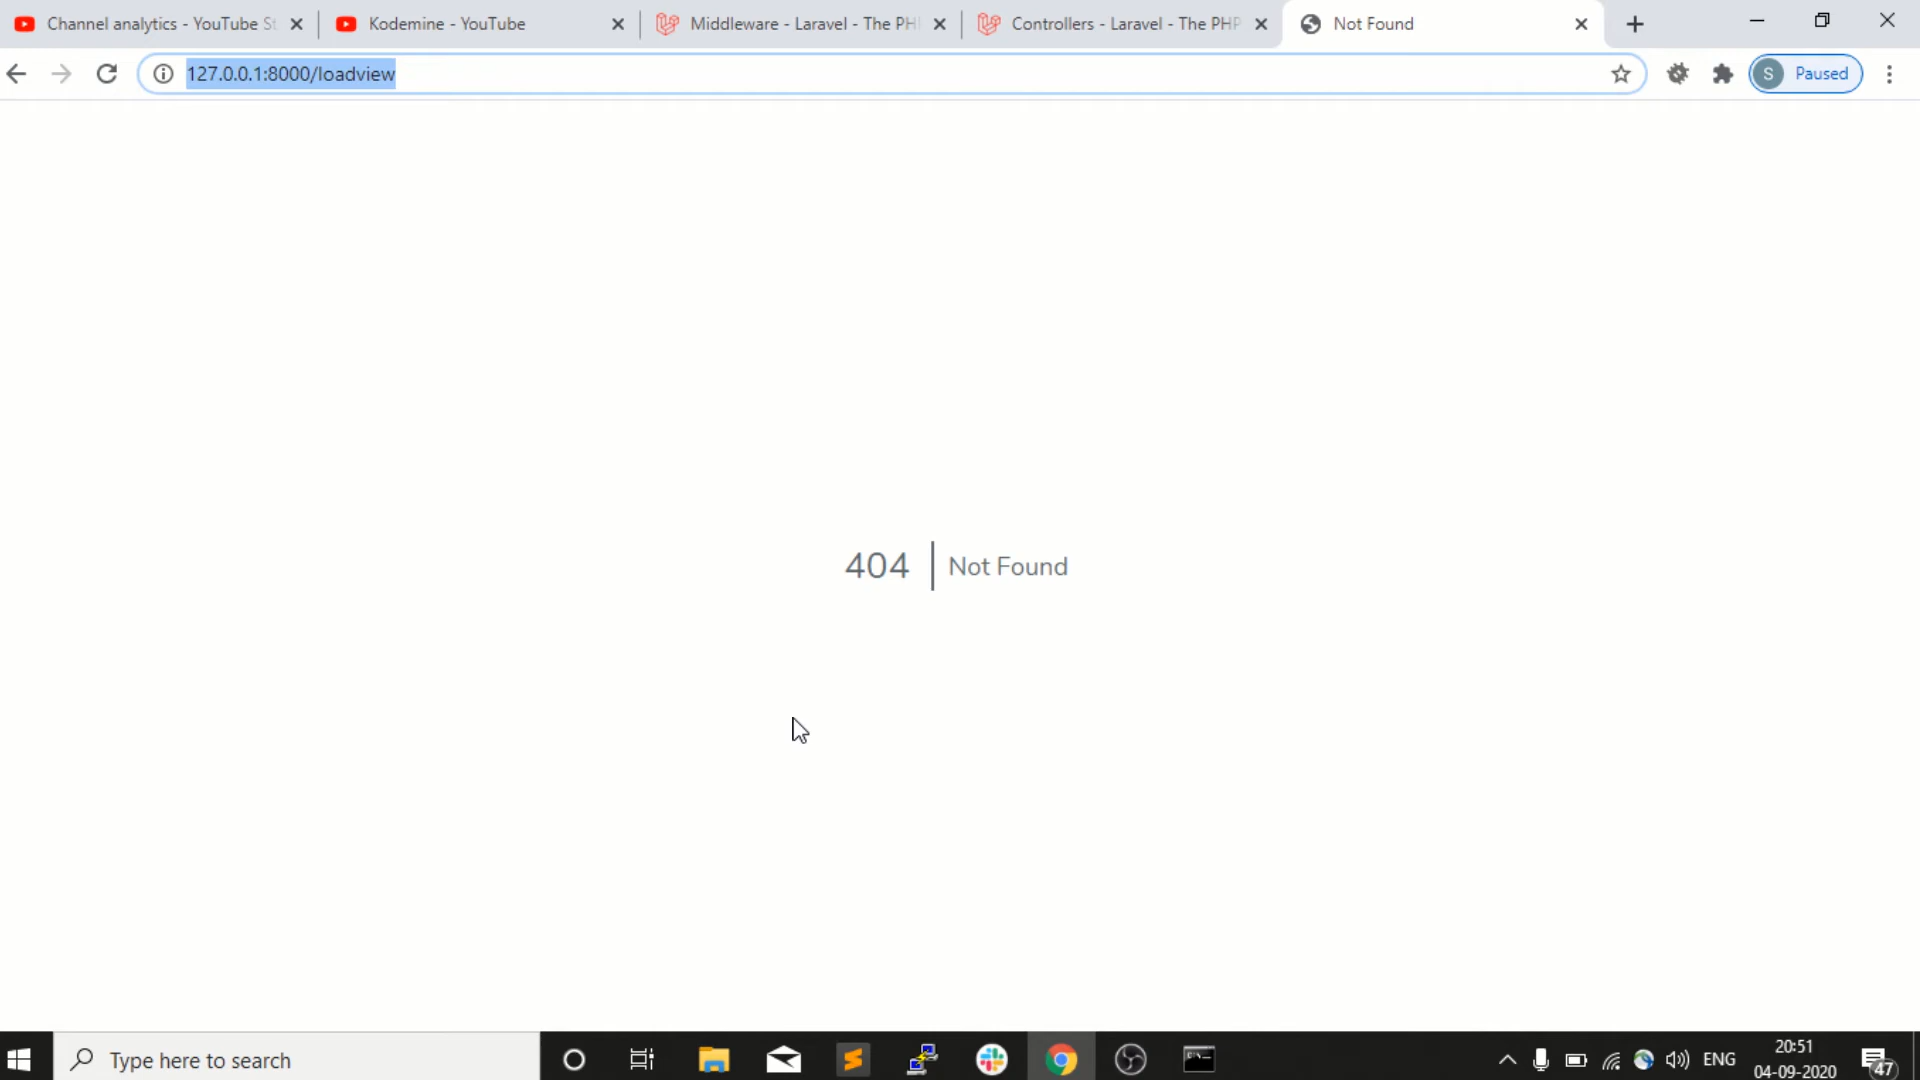 Channel analytics - YouTube St
Kodemine - YouTube
Middleware - Laravel - The PH
Controllers - Laravel - The PHP
Not Found
127.0.0.1:8000/loadview
S
Paused
404
Not Found
Type here to search
ENG
20:51
04-09-2020
47